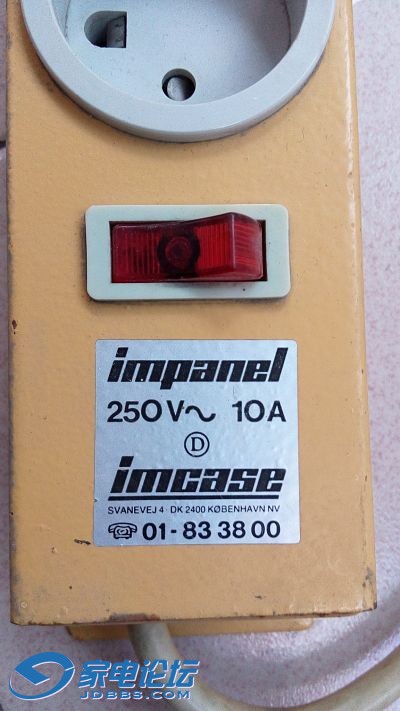 impanel
250V~ 10A
D
imcase
SVANEVEJ 4 · DK 2400 KØBENHAVN NV
☎ 01-83 38 00
家电论坛
JDBBS.COM